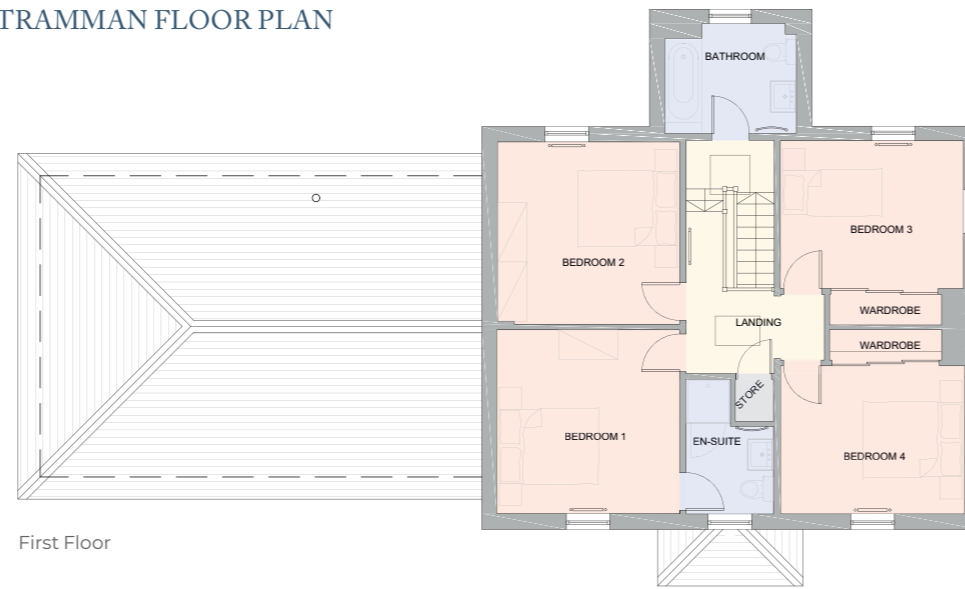 TRAMMAN FLOOR PLAN
BATHROOM
BEDROOM 3
BEDROOM 2
WARDROBE
LANDING
WARDROBE
STORE
BEDROOM 1
EN-SUITE
BEDROOM 4
First Floor